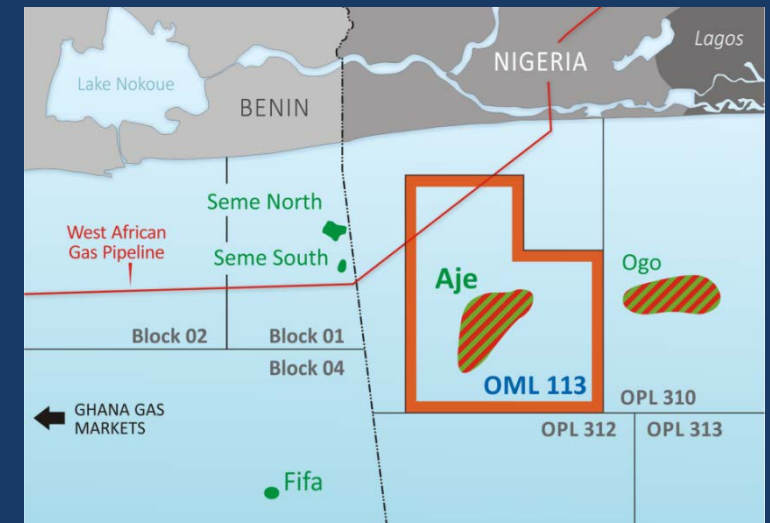 Lagos
NIGERIA
Lake Nokoue
BENIN
Seme North
West African
Gas Pipeline
Seme South
Aje
Ogo
Block 02
Block 01
Block 04
OML 113
OPL 310
GHANA GAS
MARKETS
OPL 312
OPL 313
Fifa